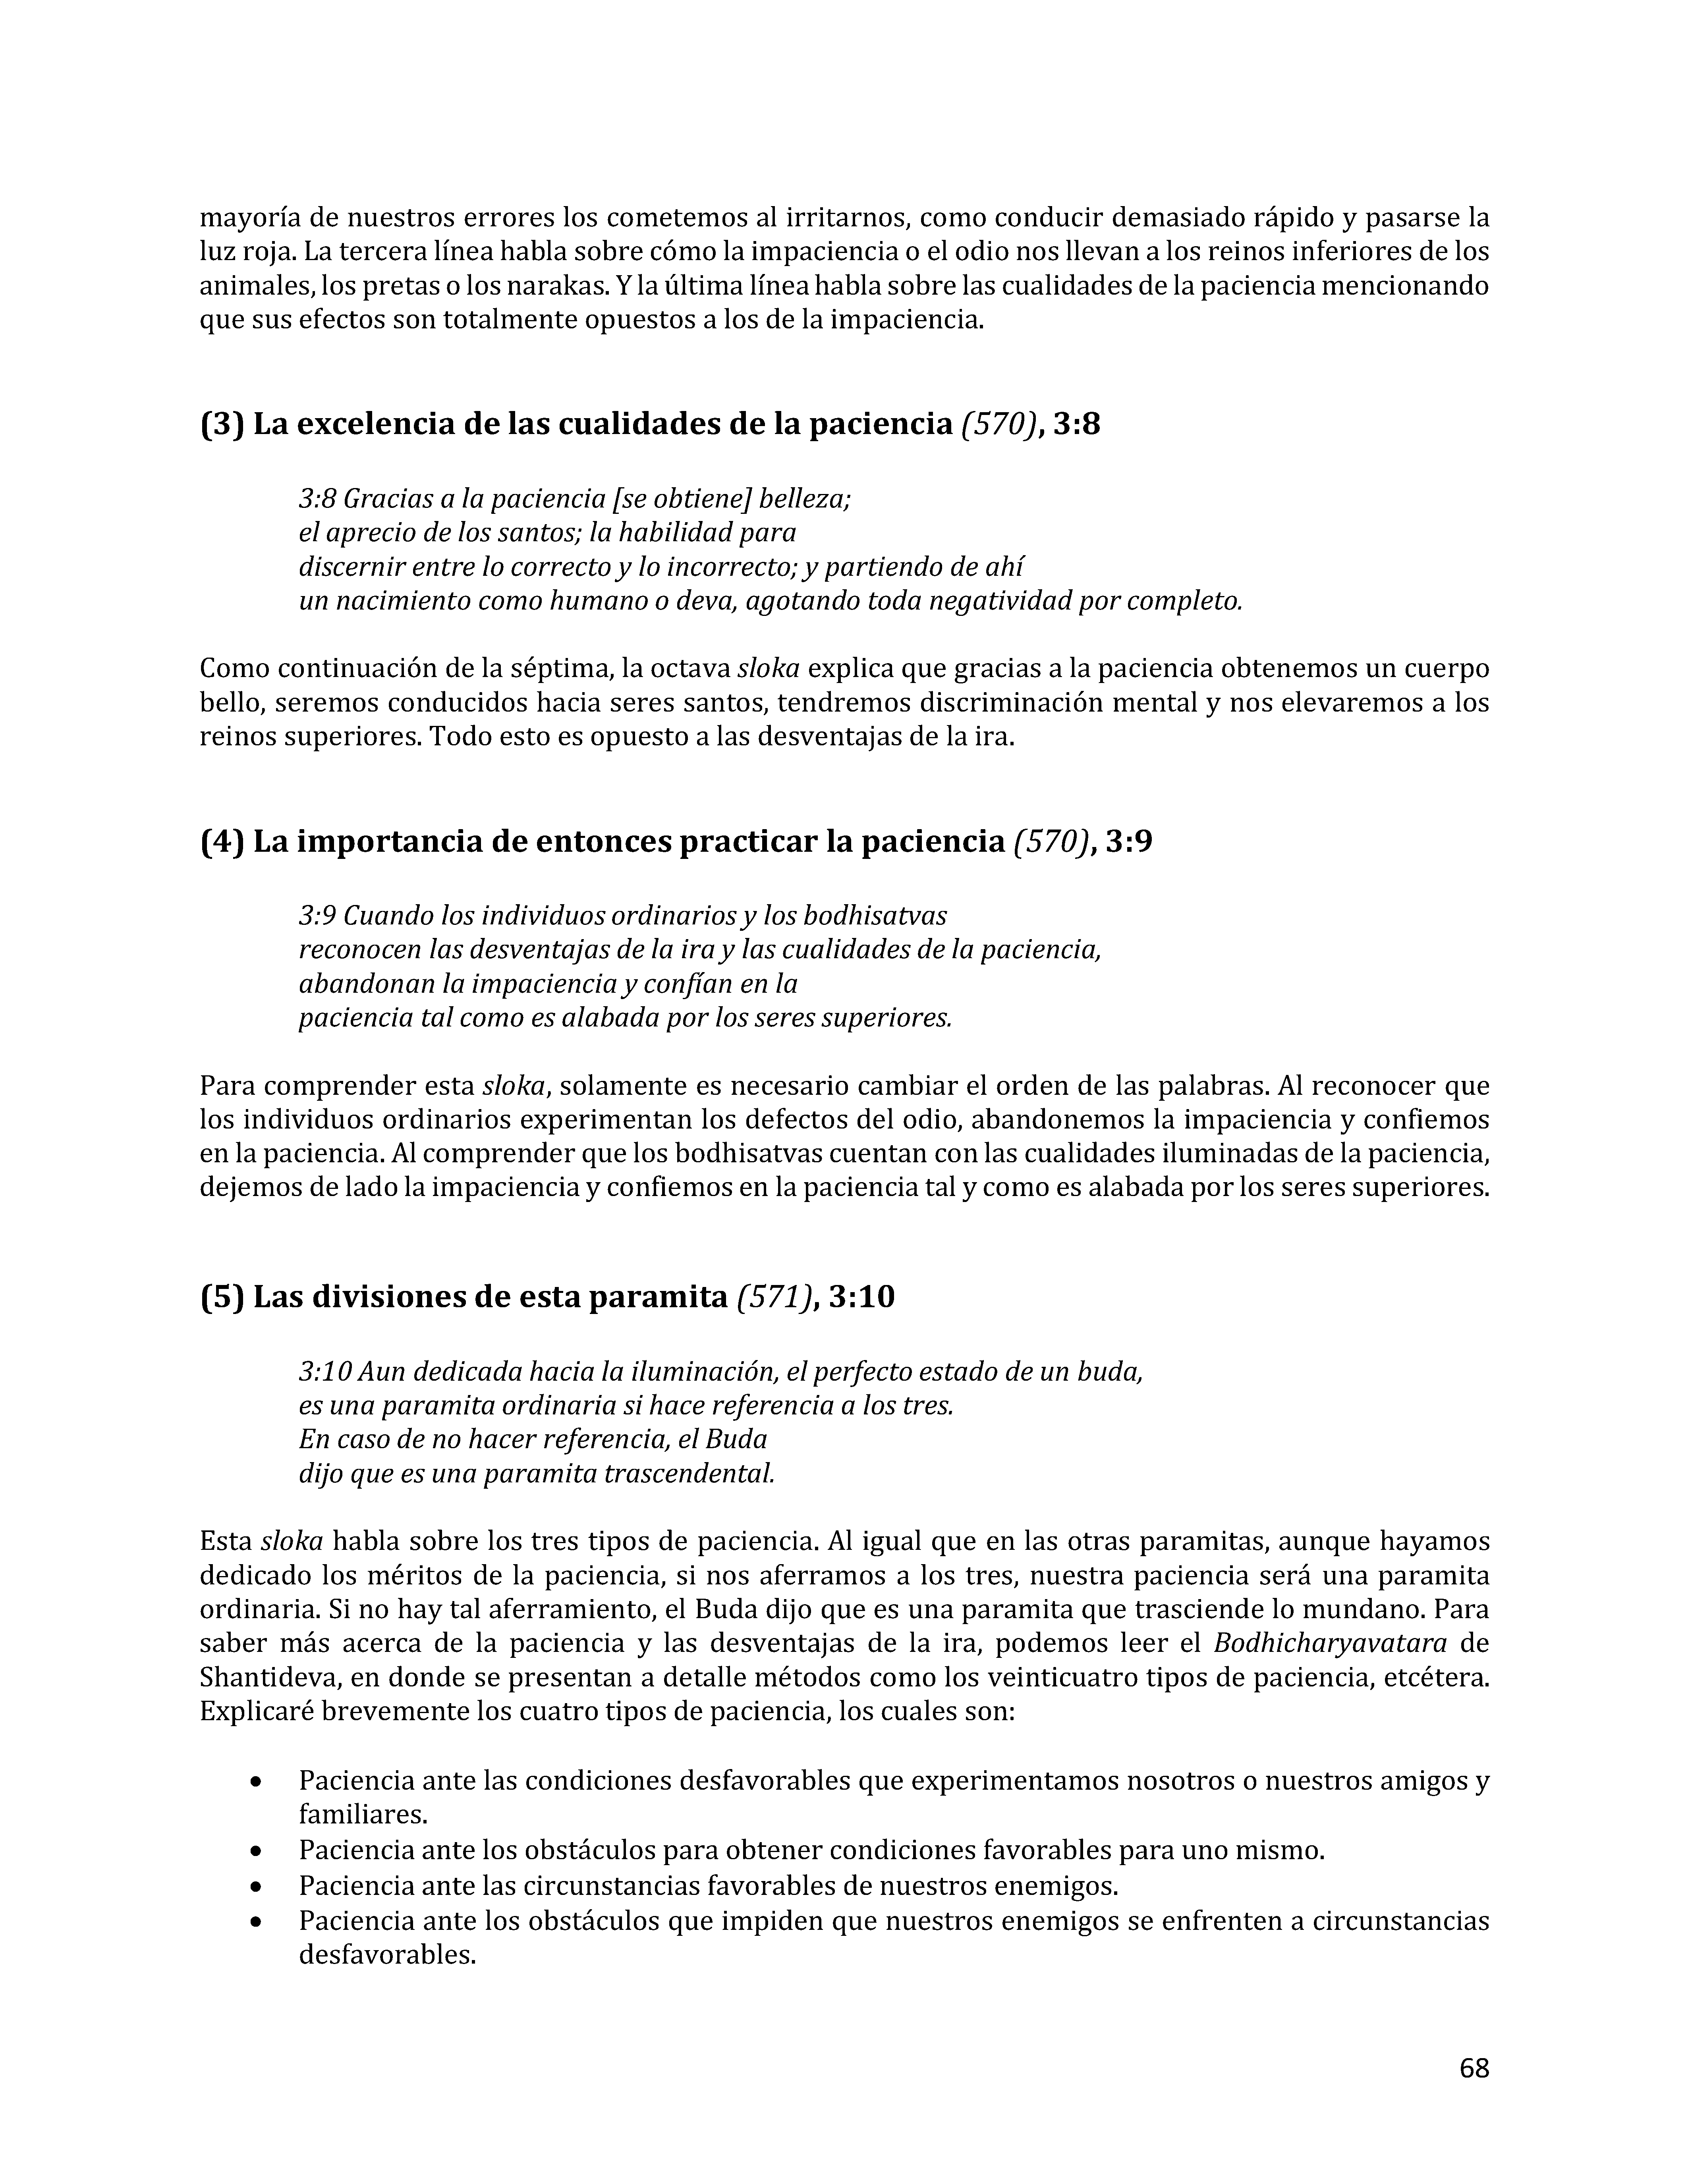 mayoría de nuestros errores los cometemos al irritarnos, como conducir demasiado rápido y pasarse la
luz roja. La tercera línea habla sobre cómo la impaciencia o el odio nos llevan a los reinos inferiores de los
animales, los pretas o los narakas. Y la última línea habla sobre las cualidades de la paciencia mencionando
que sus efectos son totalmente opuestos a los de la impaciencia.
(3) La excelencia de las cualidades de la paciencia (570), 3:8
3:8 Gracias a la paciencia [se obtiene] belleza;
el aprecio de los santos; la habilidad para
discernir entre lo correcto y lo incorrecto; y partiendo de ahí
un nacimiento como humano o deva, agotando toda negatividad por completo.
Como continuación de la séptima, la octava sloka explica que gracias a la paciencia obtenemos un cuerpo
bello, seremos conducidos hacia seres santos, tendremos discriminación mental y nos elevaremos a los
reinos superiores. Todo esto es opuesto a las desventajas de la ira.
(4) La importancia de entonces practicar la paciencia (570), 3:9
3:9 Cuando los individuos ordinarios y los bodhisatvas
reconocen las desventajas de la ira y las cualidades de la paciencia,
abandonan la impaciencia y confían en la
paciencia tal como es alabada por los seres superiores.
Para comprender esta sloka, solamente es necesario cambiar el orden de las palabras. Al reconocer que
los individuos ordinarios experimentan los defectos del odio, abandonemos la impaciencia y confiemos
en la paciencia. Al comprender que los bodhisatvas cuentan con las cualidades iluminadas de la paciencia,
dejemos de lado la impaciencia y confiemos en la paciencia tal y como es alabada por los seres superiores.
(5) Las divisiones de esta paramita (571), 3:10
3:10 Aun dedicada hacia la iluminación, el perfecto estado de un buda,
es una paramita ordinaria si hace referencia a los tres.
En caso de no hacer referencia, el Buda
dijo que es una paramita trascendental.
Esta sloka habla sobre los tres tipos de paciencia. Al igual que en las otras paramitas, aunque hayamos
dedicado los méritos de la paciencia, si nos aferramos a los tres, nuestra paciencia será una paramita
ordinaria. Si no hay tal aferramiento, el Buda dijo que es una paramita que trasciende lo mundano. Para
saber más acerca de la paciencia y las desventajas de la ira, podemos leer el Bodhicharyavatara de
Shantideva, en donde se presentan a detalle métodos como los veinticuatro tipos de paciencia, etcétera.
Explicaré brevemente los cuatro tipos de paciencia, los cuales son:
• Paciencia ante las condiciones desfavorables que experimentamos nosotros o nuestros amigos y
familiares.
• Paciencia ante los obstáculos para obtener condiciones favorables para uno mismo.
• Paciencia ante las circunstancias favorables de nuestros enemigos.
• Paciencia ante los obstáculos que impiden que nuestros enemigos se enfrenten a circunstancias
desfavorables.
68